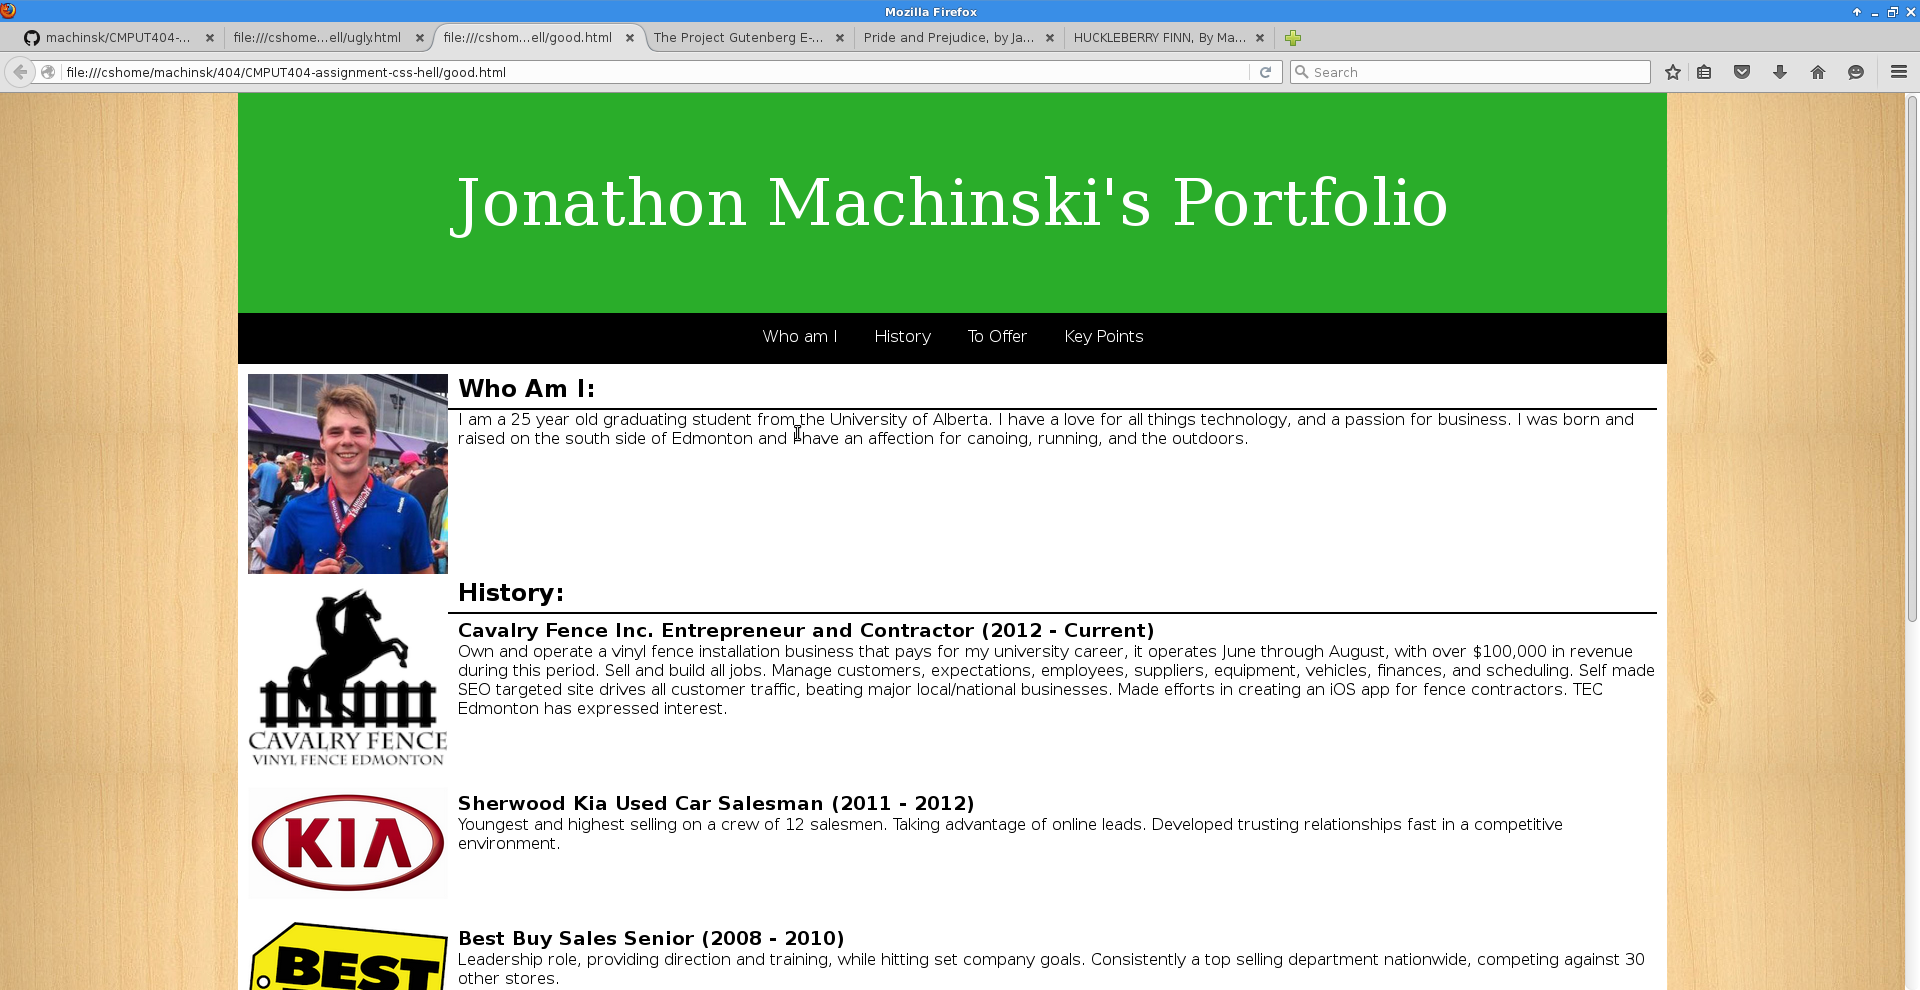 Mozilla Firefox
machinsk/CMPUT404-...
file:///cshome...ell/ugly.html
file:///cshom...ell/good.html
The Project Gutenberg E-...
Pride and Prejudice, by Ja...
HUCKLEBERRY FINN, By Ma...
file:///cshome/machinsk/404/CMPUT404-assignment-css-hell/good.html
Search
Jonathon Machinski's Portfolio
Who am I
History
To Offer
Key Points
Who Am I:
I am a 25 year old graduating student from the University of Alberta. I have a love for all things technology, and a passion for business. I was born and
raised on the south side of Edmonton and I have an affection for canoing, running, and the outdoors.
History:
CAVALRY FENCE
VINYL FENCE EDMONTON
Cavalry Fence Inc. Entrepreneur and Contractor (2012 - Current)
Own and operate a vinyl fence installation business that pays for my university career, it operates June through August, with over $100,000 in revenue
during this period. Sell and build all jobs. Manage customers, expectations, employees, suppliers, equipment, vehicles, finances, and scheduling. Self made
SEO targeted site drives all customer traffic, beating major local/national businesses. Made efforts in creating an iOS app for fence contractors. TEC
Edmonton has expressed interest.
KIA
Sherwood Kia Used Car Salesman (2011 - 2012)
Youngest and highest selling on a crew of 12 salesmen. Taking advantage of online leads. Developed trusting relationships fast in a competitive
environment.
BEST
Best Buy Sales Senior (2008 - 2010)
Leadership role, providing direction and training, while hitting set company goals. Consistently a top selling department nationwide, competing against 30
other stores.